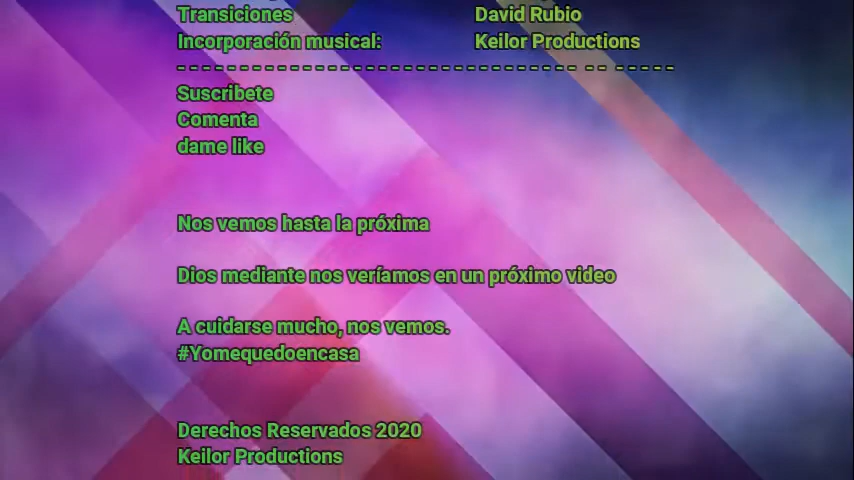 Transiciones David Rubio
Incorporación musical: Keilor Productions
- - - - - - - - - - - - - - - - - - - - - - - - - - - - - - - - -- -- - - - - -
Suscribete
Comenta
dame like
Nos vemos hasta la próxima
Dios mediante nos veríamos en un próximo video
A cuidarse mucho, nos vemos.
#Yomequedoencasa
Derechos Reservados 2020
Keilor Productions